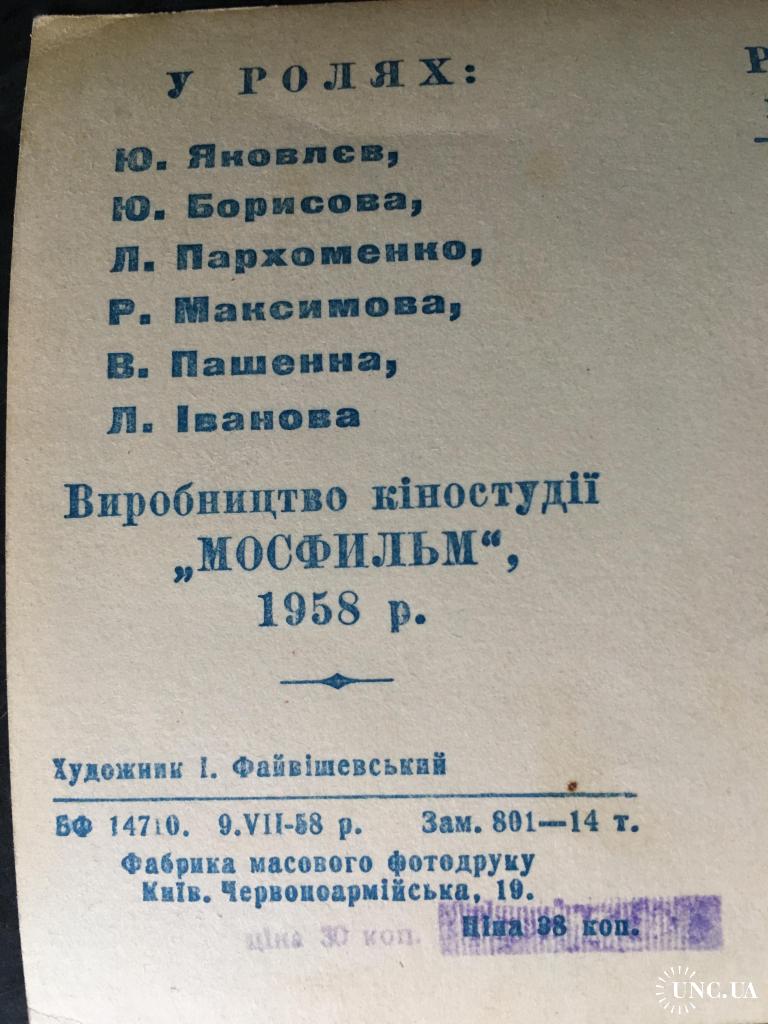 У РОЛЯХ:
Ю. Яковлєв,
Ю. Борисова,
Л. Пархоменко,
Р. Максимова,
В. Пашенна,
Л. Іванова
Виробництво кіностудії
„МОСФИЛЬМ“,
1958 р.
Художник І. Файвішевський
БФ 14710. 9.VII-58 р. Зам. 801—14 т.
Фабрика масового фотодруку
Київ. Червоноармійська, 19.
Ціна 98 коп.
ціна 30 коп.
UNC.UA